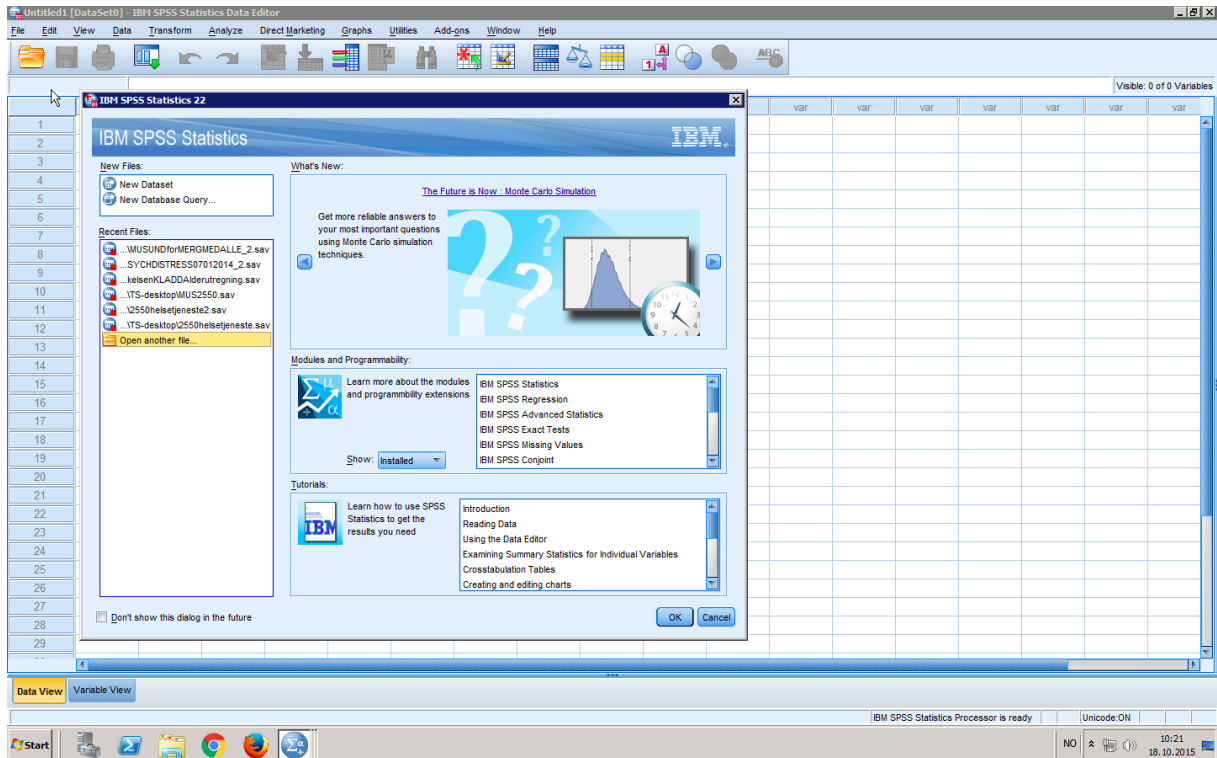 Untitled1 [DataSet0] - IBM SPSS Statistics Data Editor
File Edit View Data Transform Analyze Direct Marketing Graphs Utilities Add-ons Window Help
Visible: 0 of 0 Variables
IBM SPSS Statistics 22
var var var var var var var
IBM SPSS Statistics
IBM
New Files:
New Dataset
New Database Query...
Recent Files:
...\MUSUNDforMERGMEDALLE_2.sav
...SYCHDISTRESS07012014_2.sav
...kelsenKLADDAlderutregning.sav
...\TS-desktop\MUS2550.sav
...\2550helsetjeneste2.sav
...\TS-desktop\2550helsetjeneste.sav
Open another file...
What's New:
The Future is Now : Monte Carlo Simulation
Get more reliable answers to
your most important questions
using Monte Carlo simulation
techniques.
Modules and Programmability:
Learn more about the modules
and programmbility extensions
Show: Installed
IBM SPSS Statistics
IBM SPSS Regression
IBM SPSS Advanced Statistics
IBM SPSS Exact Tests
IBM SPSS Missing Values
IBM SPSS Conjoint
Tutorials:
IBM
Learn how to use SPSS
Statistics to get the
results you need
Introduction
Reading Data
Using the Data Editor
Examining Summary Statistics for Individual Variables
Crosstabulation Tables
Creating and editing charts
Don't show this dialog in the future
OK Cancel
1
2
3
4
5
6
7
8
9
10
11
12
13
14
15
16
17
18
19
20
21
22
23
24
25
26
27
28
29
Data View Variable View
IBM SPSS Statistics Processor is ready Unicode:ON
Start
NO
10:21
18.10.2015